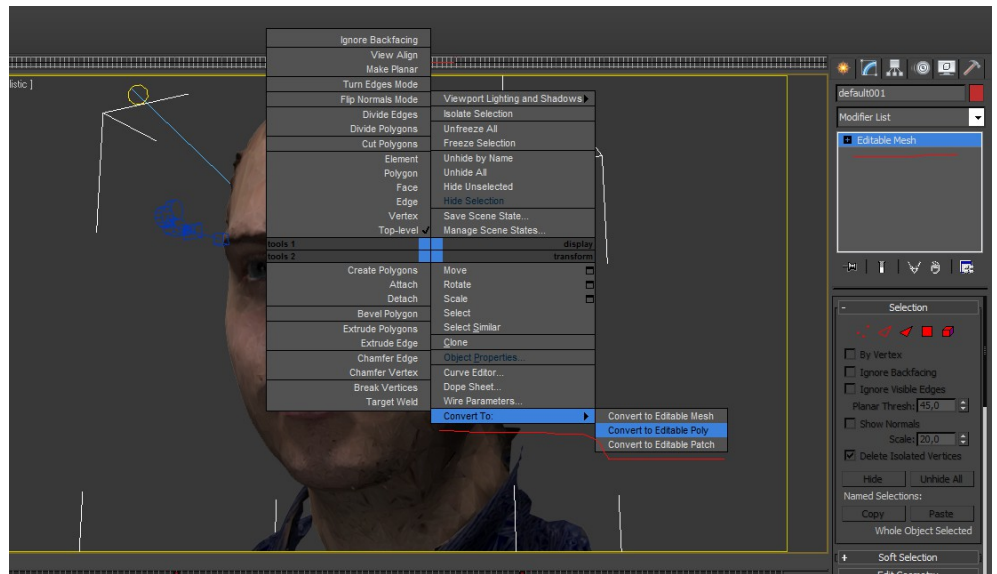 listic ]
Ignore Backfacing
View Align
Make Planar
Turn Edges Mode
Flip Normals Mode
Divide Edges
Divide Polygons
Cut Polygons
Element
Polygon
Face
Edge
Vertex
Top-level
tools 1
tools 2
Create Polygons
Attach
Detach
Bevel Polygon
Extrude Polygons
Extrude Edge
Chamfer Edge
Chamfer Vertex
Break Vertices
Target Weld
Viewport Lighting and Shadows
Isolate Selection
Unfreeze All
Freeze Selection
Unhide by Name
Unhide All
Hide Unselected
Hide Selection
Save Scene State...
Manage Scene States...
display
transform
Move
Rotate
Scale
Select
Select Similar
Clone
Object Properties...
Curve Editor...
Dope Sheet...
Wire Parameters...
Convert To:
Convert to Editable Mesh
Convert to Editable Poly
Convert to Editable Patch
default001
Modifier List
Editable Mesh
- Selection
By Vertex
Ignore Backfacing
Ignore Visible Edges
Planar Thresh: 45,0
Show Normals
Scale: 20,0
Delete Isolated Vertices
Hide Unhide All
Named Selections:
Copy Paste
Whole Object Selected
+ Soft Selection
Edit Geometry